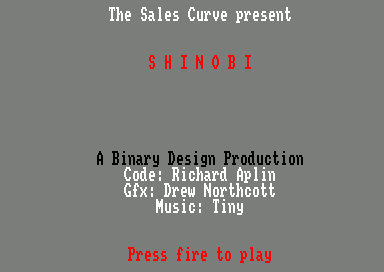 The Sales Curve present
S H I N O B I
A Binary Design Production
Code: Richard Aplin
Gfx: Drew Northcott
Music: Tiny
Press fire to play